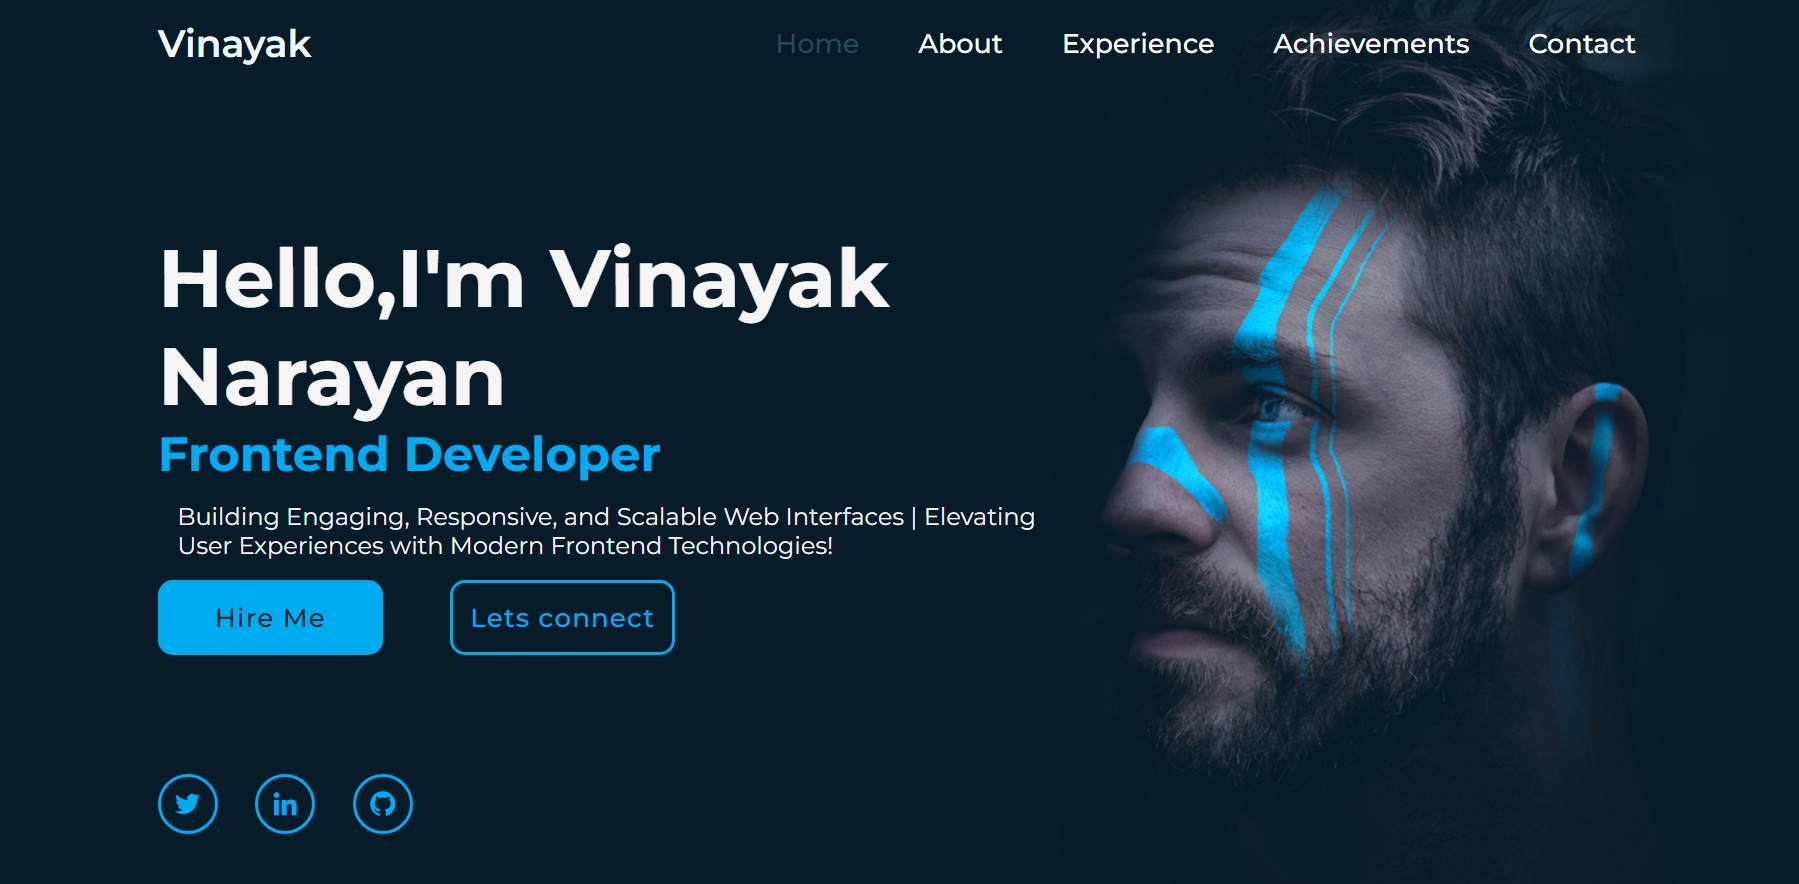 Vinayak
Home About Experience Achievements Contact
Hello,I'm Vinayak
Narayan
Frontend Developer
Building Engaging, Responsive, and Scalable Web Interfaces | Elevating
User Experiences with Modern Frontend Technologies!
Hire Me
Lets connect
in